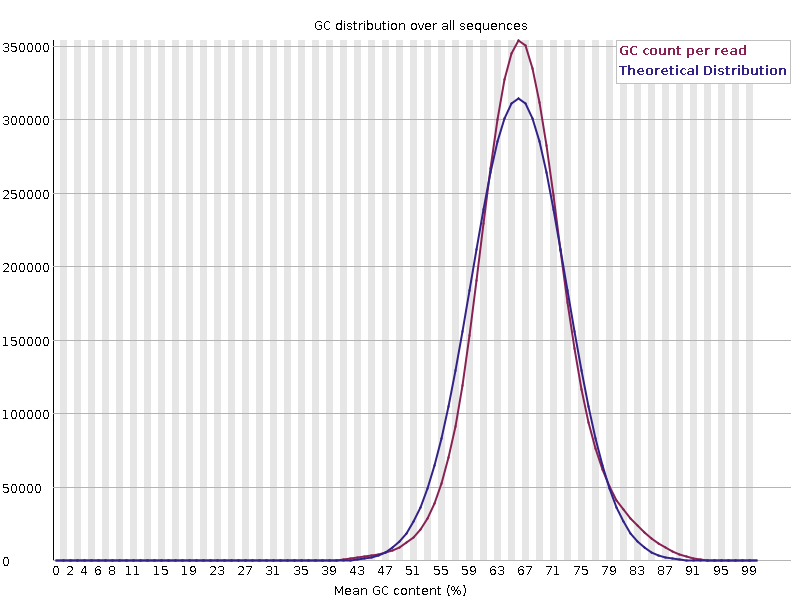 GC distribution over all sequences
GC count per read
Theoretical Distribution
350000
300000
250000
200000
150000
100000
50000
0
0 2 4 6 8 11 15 19 23 27 31 35 39 43 47 51 55 59 63 67 71 75 79 83 87 91 95 99
Mean GC content (%)